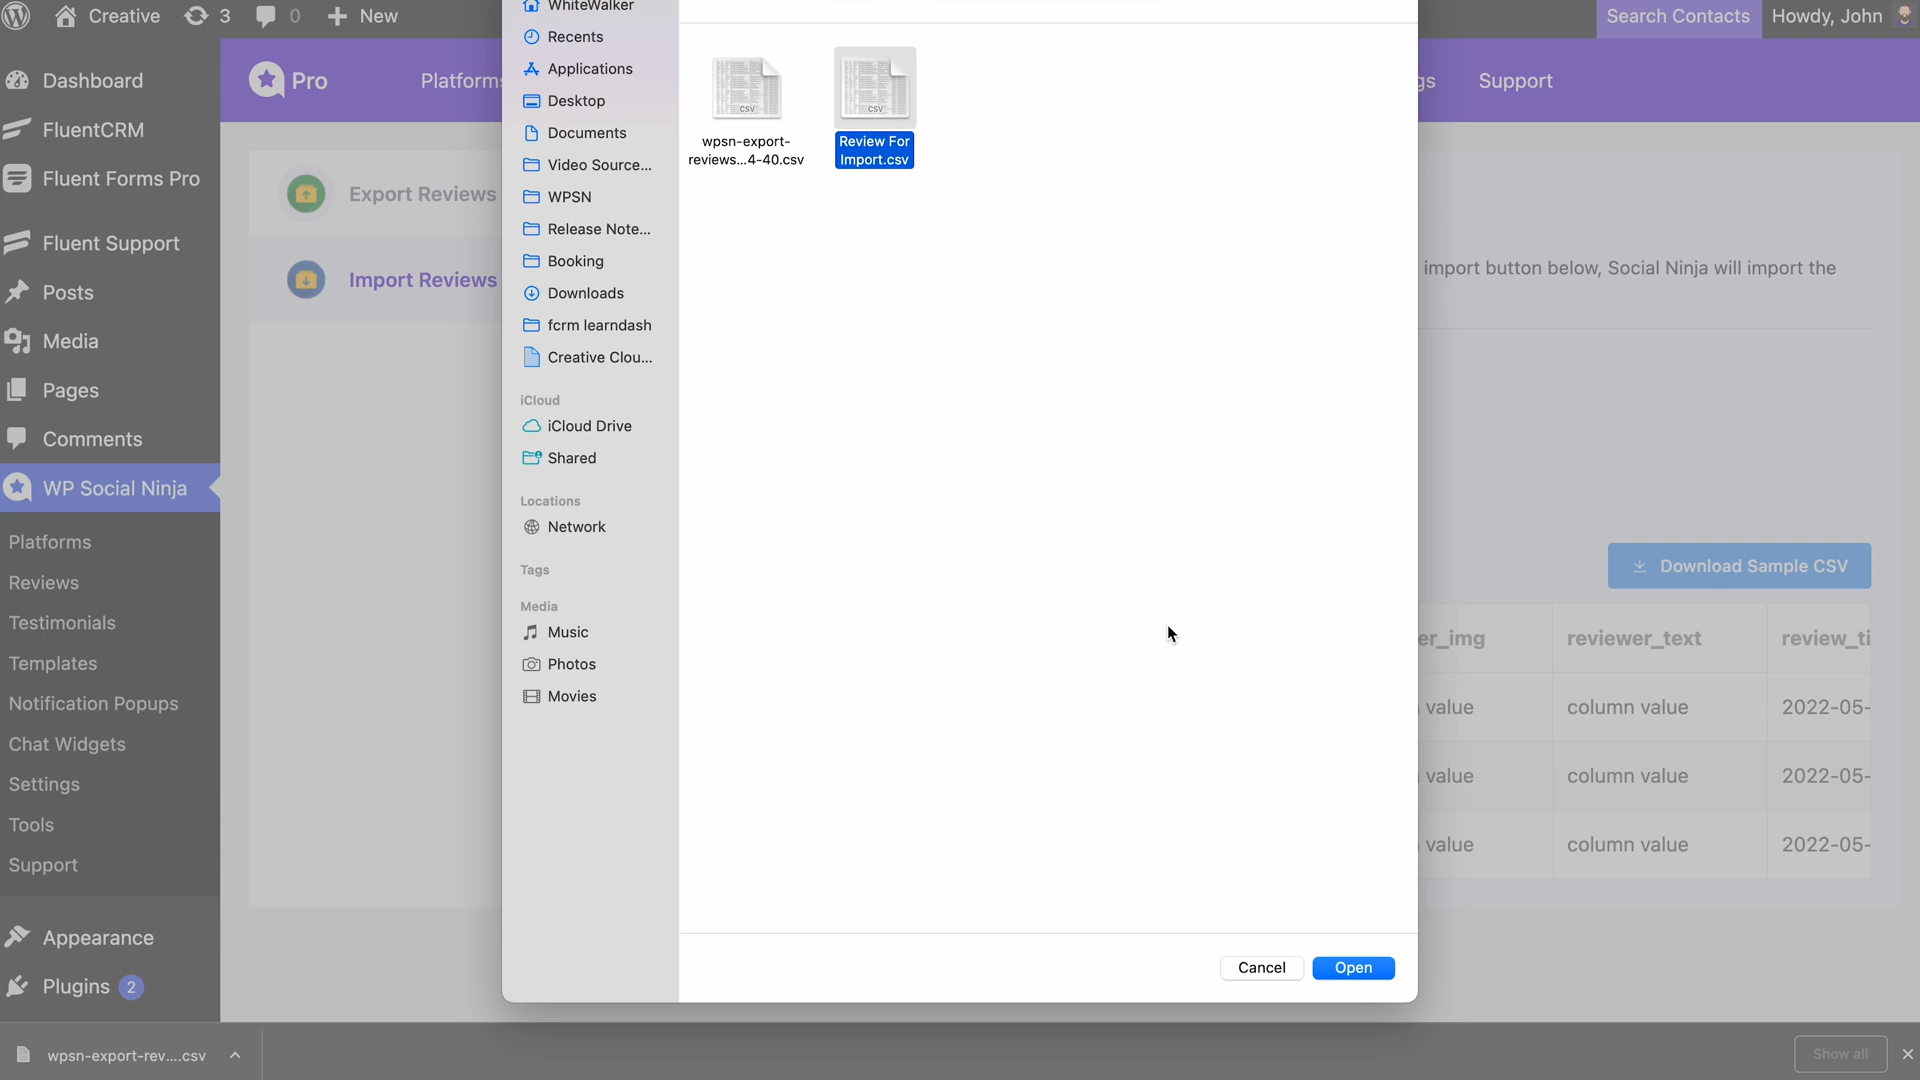 Creative
3
0
New
Search Contacts
Howdy, John
Dashboard
FluentCRM
Fluent Forms Pro
Fluent Support
Posts
Media
Pages
Comments
WP Social Ninja
Platforms
Reviews
Testimonials
Templates
Notification Popups
Chat Widgets
Settings
Tools
Support
Appearance
Plugins 2
Pro
Platforms
gs
Support
Export Reviews
Import Reviews
WhiteWalker
Recents
Applications
Desktop
Documents
Video Source...
WPSN
Release Note...
Booking
Downloads
fcrm learndash
Creative Clou...
iCloud
iCloud Drive
Shared
Locations
Network
Tags
Media
Music
Photos
Movies
CSV
wpsn-export-
reviews...4-40.csv
CSV
Review For
Import.csv
Cancel
Open
import button below, Social Ninja will import the
Download Sample CSV
er_img reviewer_text review_ti
value column value 2022-05-
value column value 2022-05-
value column value 2022-05-
wpsn-export-rev....csv
Show all